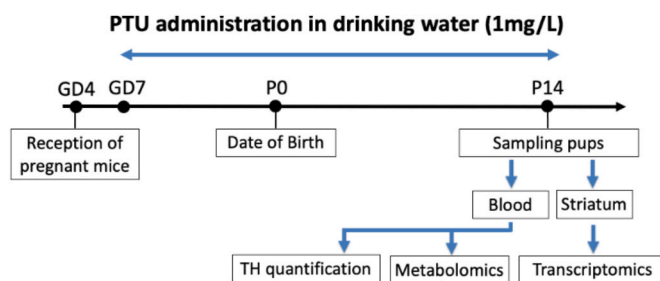 PTU administration in drinking water (1mg/L)
GD4 GD7 P0 P14
Reception of
pregnant mice
Date of Birth
Sampling pups
Blood
Striatum
TH quantification
Metabolomics
Transcriptomics